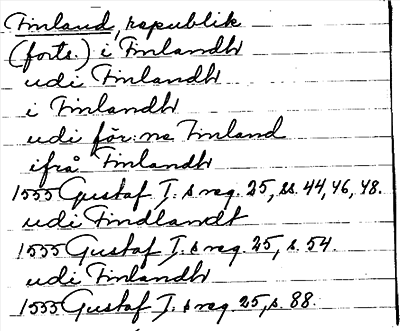 Finland, republik
(forts.) i Finlandh
udi Finlandh
i Finlandh
udi för:ne Finland
ifrå Finlandh
1555 Gustaf I:s reg. 25, ss. 44, 46, 48.
udi Findlandt
1555 Gustaf I:s reg. 25, s. 54.
udi Finlandh
1555 Gustaf I:s reg. 25, s. 88.